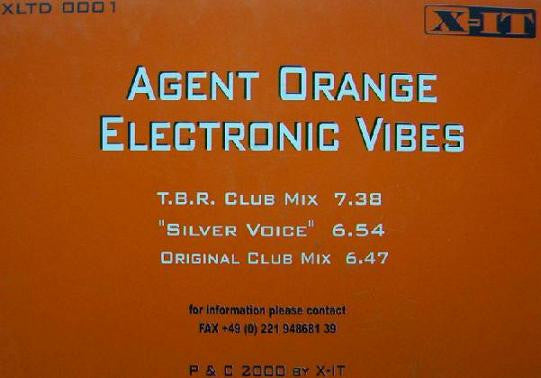 XLTD 0001
X-IT
AGENT ORANGE
ELECTRONIC VIBES
T.B.R. CLUB MIX 7.38
"SILVER VOICE" 6.54
ORIGINAL CLUB MIX 6.47
for information please contact
FAX +49 (0) 221 948681 39
P & C 2000 BY X-IT